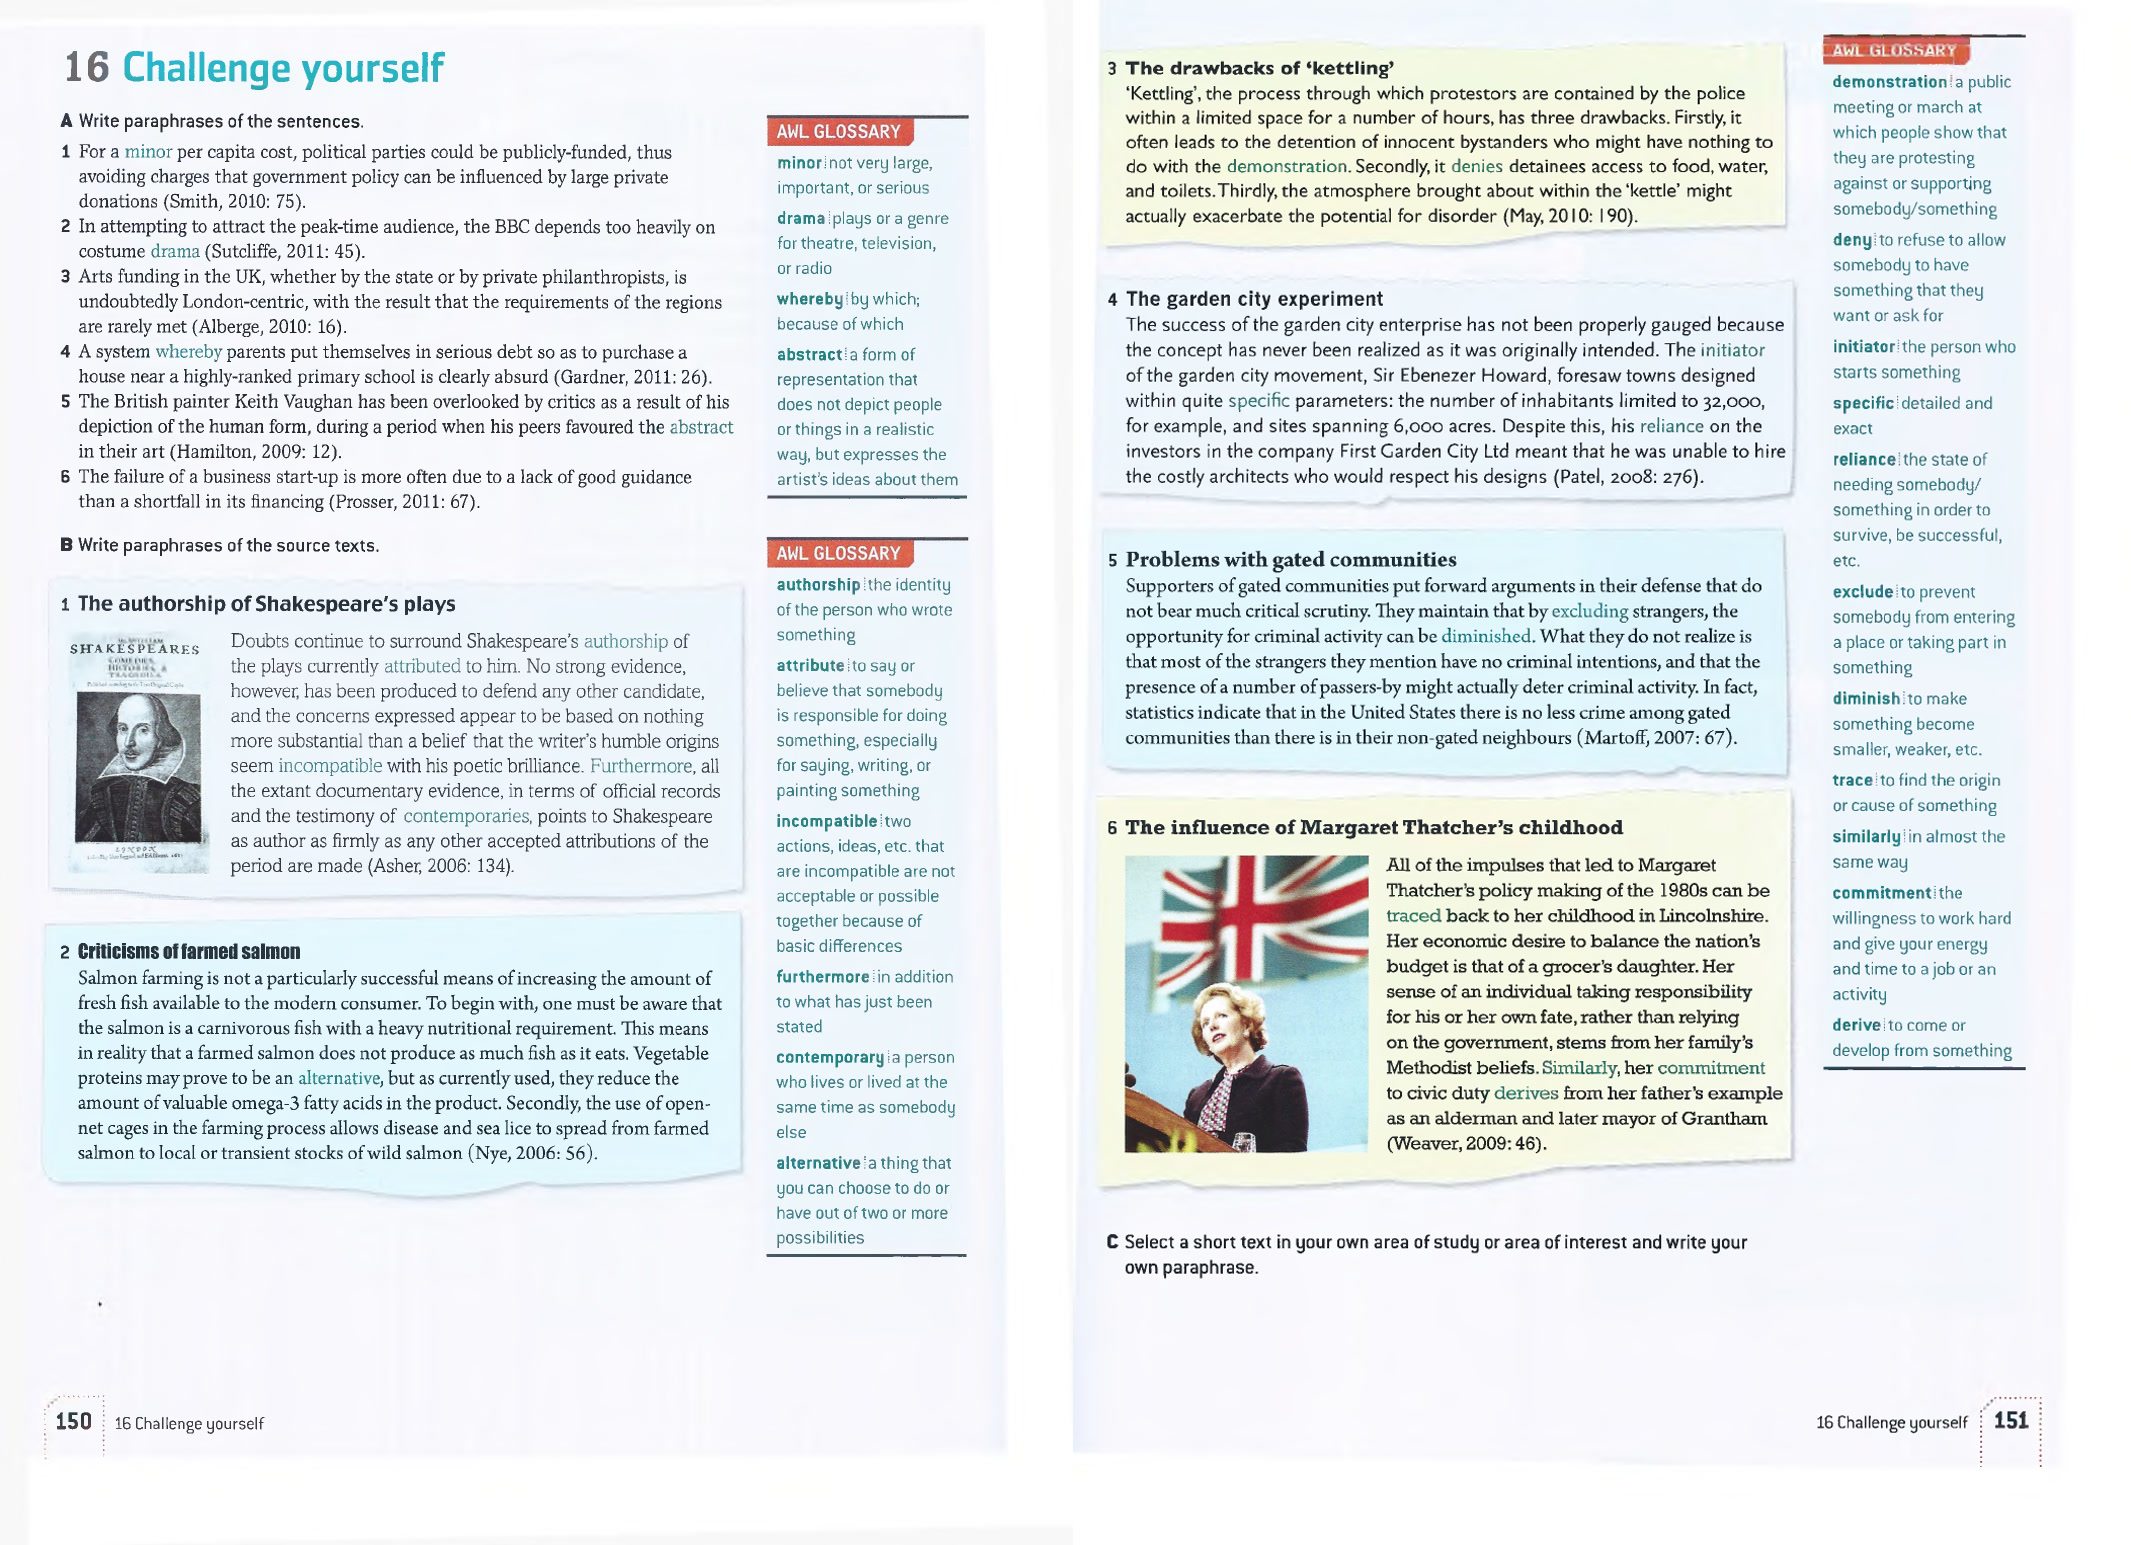 16 Challenge yourself
A Write paraphrases of the sentences.
1 For a minor per capita cost, political parties could be publicly-funded, thus
avoiding charges that government policy can be influenced by large private
donations (Smith, 2010: 75).
2 In attempting to attract the peak-time audience, the BBC depends too heavily on
costume drama (Sutcliffe, 2011: 45).
3 Arts funding in the UK, whether by the state or by private philanthropists, is
undoubtedly London-centric, with the result that the requirements of the regions
are rarely met (Alberge, 2010: 16).
4 A system whereby parents put themselves in serious debt so as to purchase a
house near a highly-ranked primary school is clearly absurd (Gardner, 2011: 26).
5 The British painter Keith Vaughan has been overlooked by critics as a result of his
depiction of the human form, during a period when his peers favoured the abstract
in their art (Hamilton, 2009: 12).
6 The failure of a business start-up is more often due to a lack of good guidance
than a shortfall in its financing (Prosser, 2011: 67).
AWL GLOSSARY
minor not very large,
important, or serious
drama plays or a genre
for theatre, television,
or radio
whereby by which;
because of which
abstract a form of
representation that
does not depict people
or things in a realistic
way, but expresses the
artist's ideas about them
B Write paraphrases of the source texts.
1 The authorship of Shakespeare's plays
SHAKESPEARES
COMEDIES,
HISTORIES, &
TRAGEDIES.
LONDON
Doubts continue to surround Shakespeare's authorship of
the plays currently attributed to him. No strong evidence,
however, has been produced to defend any other candidate,
and the concerns expressed appear to be based on nothing
more substantial than a belief that the writer's humble origins
seem incompatible with his poetic brilliance. Furthermore, all
the extant documentary evidence, in terms of official records
and the testimony of contemporaries, points to Shakespeare
as author as firmly as any other accepted attributions of the
period are made (Asher, 2006: 134).
2 Criticisms of farmed salmon
Salmon farming is not a particularly successful means of increasing the amount of
fresh fish available to the modern consumer. To begin with, one must be aware that
the salmon is a carnivorous fish with a heavy nutritional requirement. This means
in reality that a farmed salmon does not produce as much fish as it eats. Vegetable
proteins may prove to be an alternative, but as currently used, they reduce the
amount of valuable omega-3 fatty acids in the product. Secondly, the use of open-
net cages in the farming process allows disease and sea lice to spread from farmed
salmon to local or transient stocks of wild salmon (Nye, 2006: 56).
AWL GLOSSARY
authorship the identity
of the person who wrote
something
attribute to say or
believe that somebody
is responsible for doing
something, especially
for saying, writing, or
painting something
incompatible two
actions, ideas, etc. that
are incompatible are not
acceptable or possible
together because of
basic differences
furthermore in addition
to what has just been
stated
contemporary a person
who lives or lived at the
same time as somebody
else
alternative a thing that
you can choose to do or
have out of two or more
possibilities
150 16 Challenge yourself
3 The drawbacks of 'kettling'
'Kettling', the process through which protestors are contained by the police
within a limited space for a number of hours, has three drawbacks. Firstly, it
often leads to the detention of innocent bystanders who might have nothing to
do with the demonstration. Secondly, it denies detainees access to food, water,
and toilets. Thirdly, the atmosphere brought about within the 'kettle' might
actually exacerbate the potential for disorder (May, 2010: 190).
4 The garden city experiment
The success of the garden city enterprise has not been properly gauged because
the concept has never been realized as it was originally intended. The initiator
of the garden city movement, Sir Ebenezer Howard, foresaw towns designed
within quite specific parameters: the number of inhabitants limited to 32,000,
for example, and sites spanning 6,000 acres. Despite this, his reliance on the
investors in the company First Garden City Ltd meant that he was unable to hire
the costly architects who would respect his designs (Patel, 2008: 276).
5 Problems with gated communities
Supporters of gated communities put forward arguments in their defense that do
not bear much critical scrutiny. They maintain that by excluding strangers, the
opportunity for criminal activity can be diminished. What they do not realize is
that most of the strangers they mention have no criminal intentions, and that the
presence of a number of passers-by might actually deter criminal activity. In fact,
statistics indicate that in the United States there is no less crime among gated
communities than there is in their non-gated neighbours (Martoff, 2007: 67).
6 The influence of Margaret Thatcher's childhood
All of the impulses that led to Margaret
Thatcher's policy making of the 1980s can be
traced back to her childhood in Lincolnshire.
Her economic desire to balance the nation's
budget is that of a grocer's daughter. Her
sense of an individual taking responsibility
for his or her own fate, rather than relying
on the government, stems from her family's
Methodist beliefs. Similarly, her commitment
to civic duty derives from her father's example
as an alderman and later mayor of Grantham
(Weaver, 2009: 46).
C Select a short text in your own area of study or area of interest and write your
own paraphrase.
AWL GLOSSARY
demonstration a public
meeting or march at
which people show that
they are protesting
against or supporting
somebody/something
deny to refuse to allow
somebody to have
something that they
want or ask for
initiator the person who
starts something
specific detailed and
exact
reliance the state of
needing somebody/
something in order to
survive, be successful,
etc.
exclude to prevent
somebody from entering
a place or taking part in
something
diminish to make
something become
smaller, weaker, etc.
trace to find the origin
or cause of something
similarly in almost the
same way
commitment the
willingness to work hard
and give your energy
and time to a job or an
activity
derive to come or
develop from something
16 Challenge yourself 151